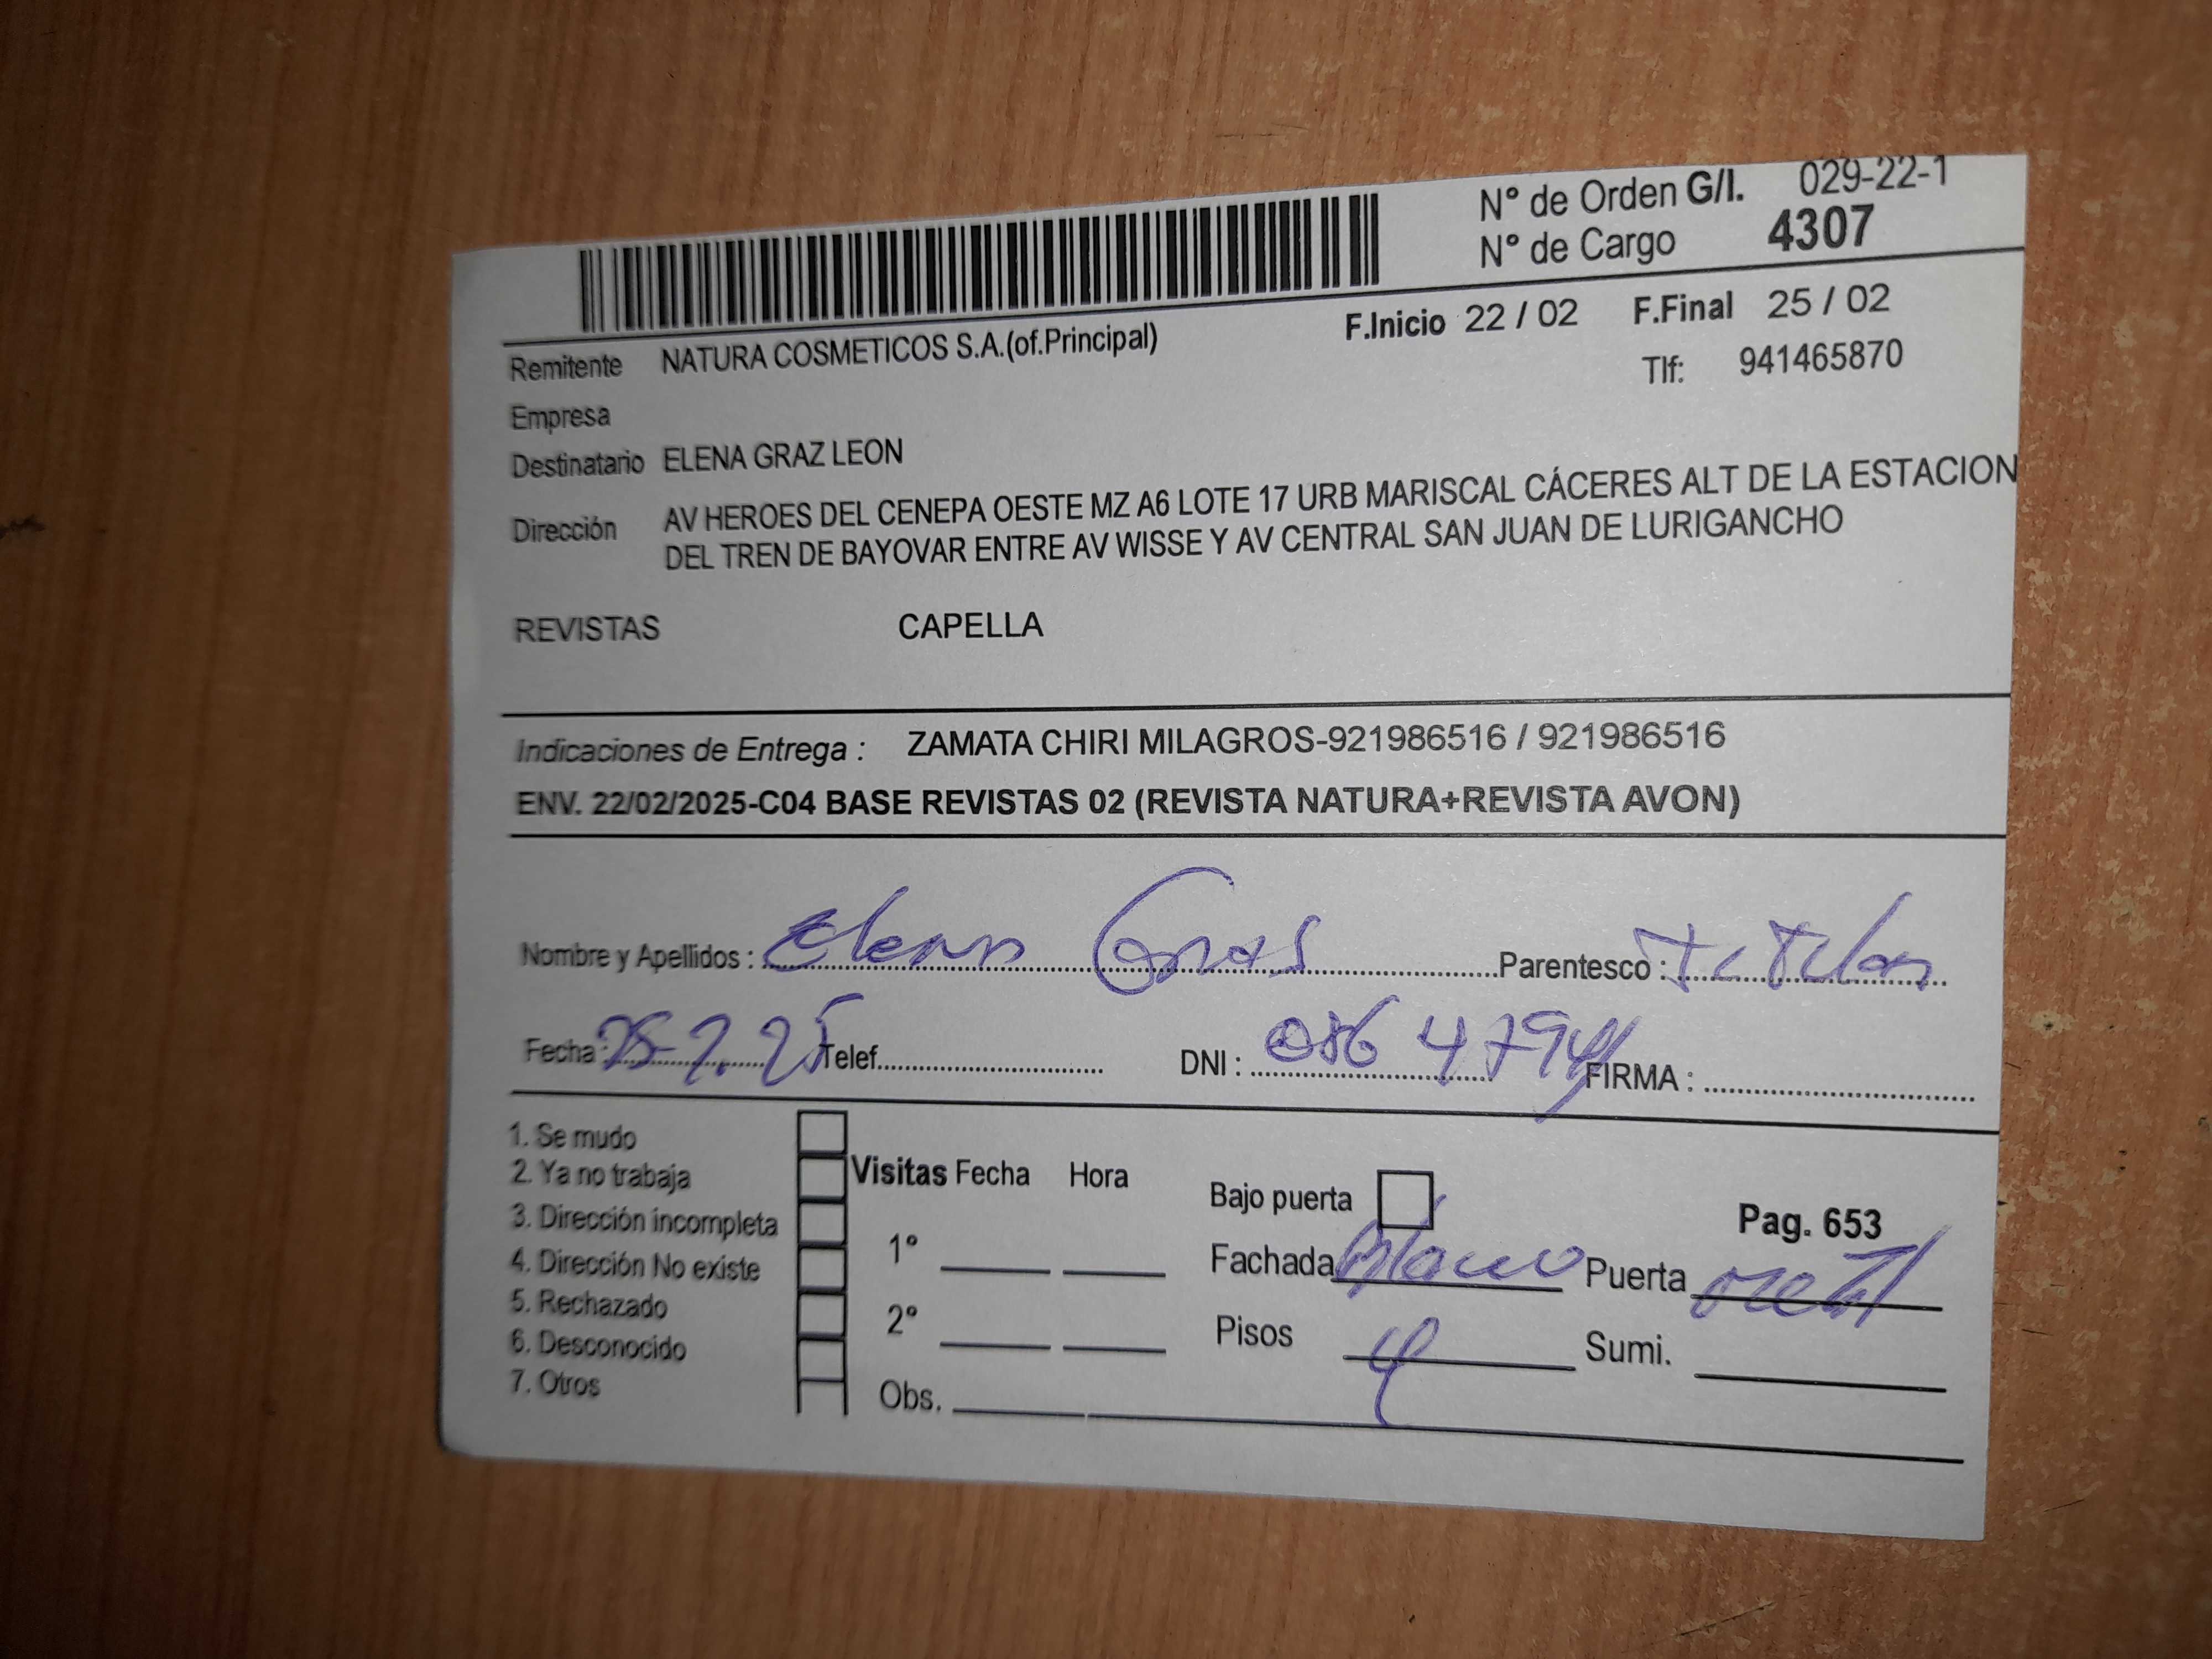 N° de Orden G/I. 029-22-1
N° de Cargo 4307
F.Inicio 22 / 02 F.Final 25 / 02
Remitente NATURA COSMETICOS S.A.(of.Principal)
Tlf: 941465870
Empresa
Destinatario ELENA GRAZ LEON
Dirección AV HEROES DEL CENEPA OESTE MZ A6 LOTE 17 URB MARISCAL CÁCERES ALT DE LA ESTACION
DEL TREN DE BAYOVAR ENTRE AV WISSE Y AV CENTRAL SAN JUAN DE LURIGANCHO
REVISTAS CAPELLA
Indicaciones de Entrega : ZAMATA CHIRI MILAGROS-921986516 / 921986516
ENV. 22/02/2025-C04 BASE REVISTAS 02 (REVISTA NATURA+REVISTA AVON)
Nombre y Apellidos : Elena Gras Parentesco : Titular
Fecha : 25-2. 25 Telef. DNI : FIRMA :
1. Se mudo
2. Ya no trabaja
3. Dirección incompleta
4. Dirección No existe
5. Rechazado
6. Desconocido
7. Otros
Visitas Fecha Hora
1°
2°
Obs.
Bajo puerta
Pag. 653
Fachada Blanco Puerta metal
Pisos 4 Sumi.